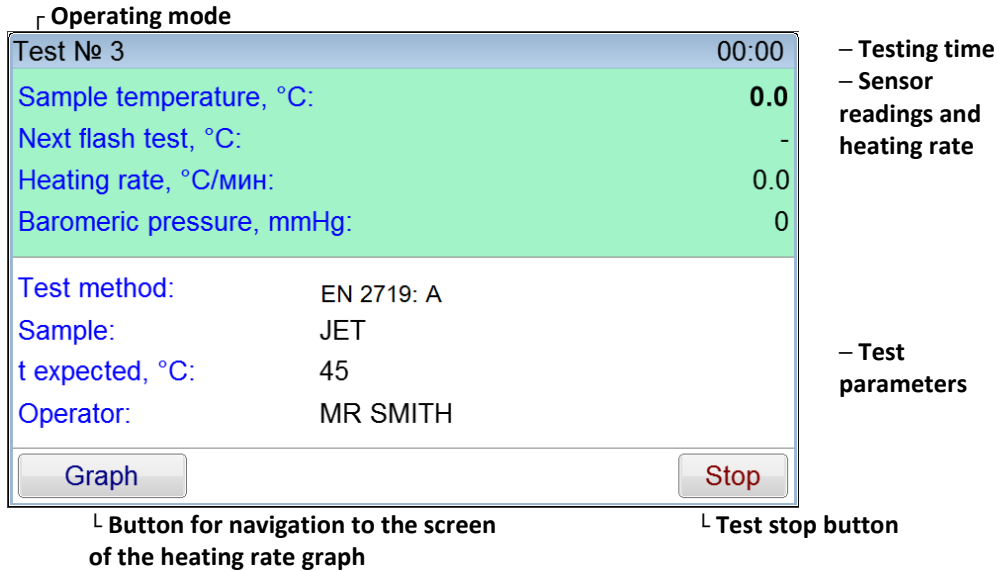 Operating mode
Test № 3 00:00
– Testing time
– Sensor
readings and
heating rate
Sample temperature, °C: 0.0
Next flash test, °C: -
Heating rate, °C/мин: 0.0
Baromeric pressure, mmHg: 0
Test method: EN 2719: A
Sample: JET
t expected, °C: 45
Operator: MR SMITH
– Test
parameters
Graph Stop
Button for navigation to the screen
of the heating rate graph
Test stop button